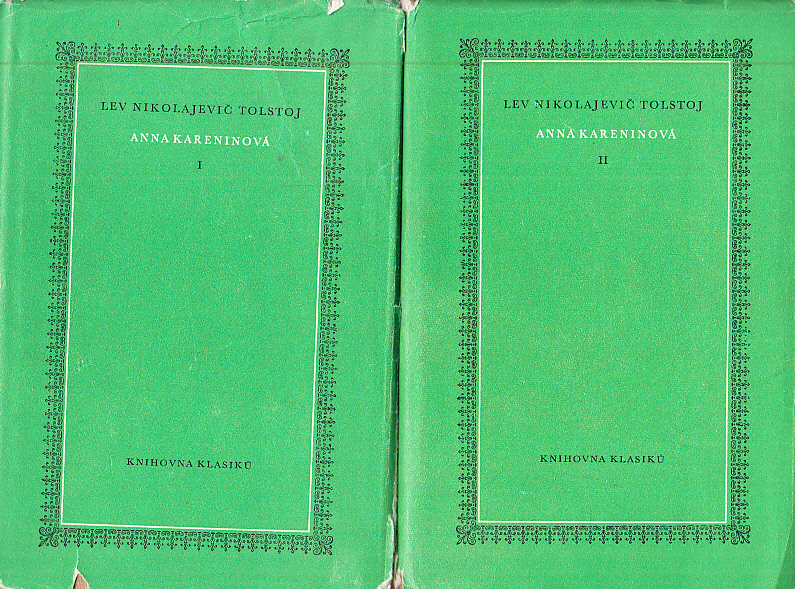 LEV NIKOLAJEVIČ TOLSTOJ
ANNA KARENINOVÁ
I
KNIHOVNA KLASIKŮ
LEV NIKOLAJEVIČ TOLSTOJ
ANNA KARENINOVÁ
II
KNIHOVNA KLASIKŮ